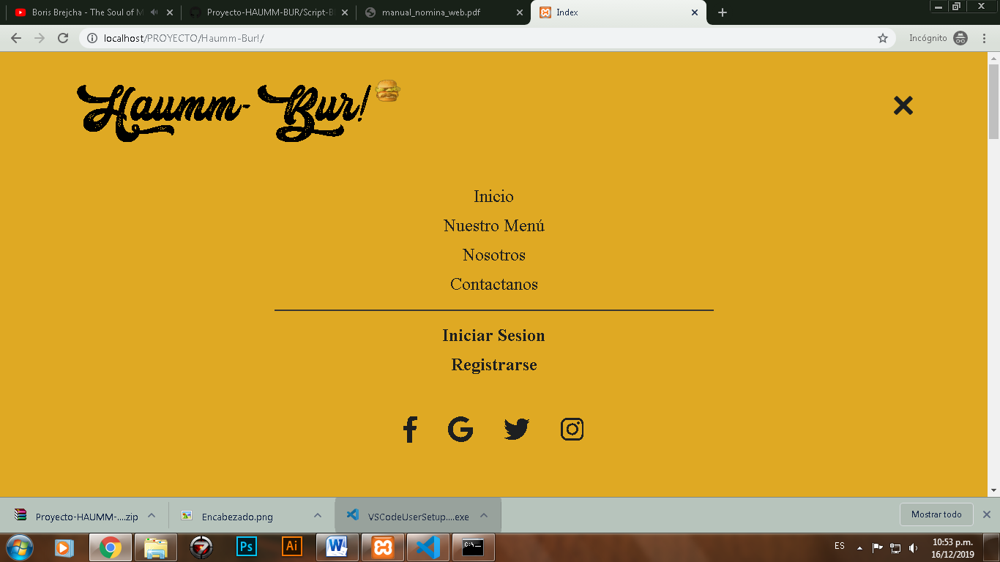 Boris Brejcha - The Soul of M
Proyecto-HAUMM-BUR/Script-B
manual_nomina_web.pdf
Index
localhost/PROYECTO/Haumm-Bur!/
Incógnito
Haumm- Bur!
Inicio
Nuestro Menú
Nosotros
Contactanos
Iniciar Sesion
Registrarse
Proyecto-HAUMM-....zip
Encabezado.png
VSCodeUserSetup....exe
Mostrar todo
Ps
Ai
W
C:\
ES
10:53 p.m.
16/12/2019